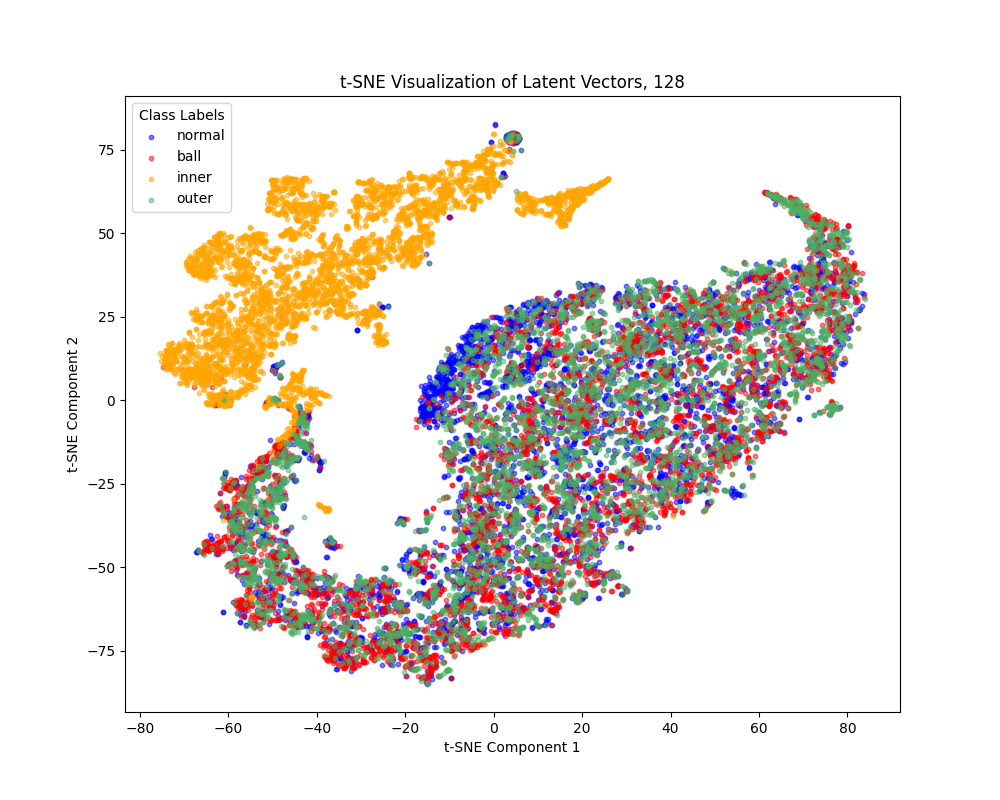 t-SNE Visualization of Latent Vectors, 128
Class Labels
normal
ball
inner
outer
75
50
25
0
−25
−50
−75
t-SNE Component 2
−80
−60
−40
−20
0
20
40
60
80
t-SNE Component 1